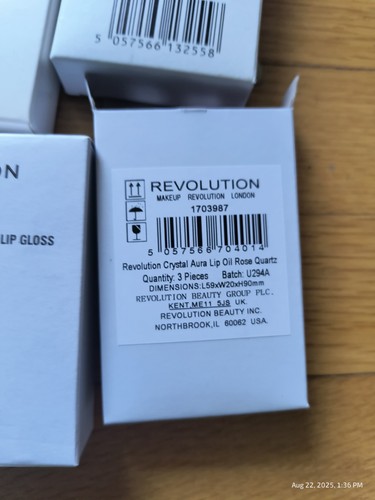 5 057566 132558
ON
LIP GLOSS
REVOLUTION
MAKEUP REVOLUTION LONDON
1703987
5 057566 704014
Revolution Crystal Aura Lip Oil Rose Quartz
Quantity: 3 Pieces Batch: U294A
DIMENSIONS:L59xW20xH90mm
REVOLUTION BEAUTY GROUP PLC.
KENT.ME11 5JS UK.
REVOLUTION BEAUTY INC.
NORTHBROOK,IL 60062 USA.
Aug 22, 2025, 1:36 PM